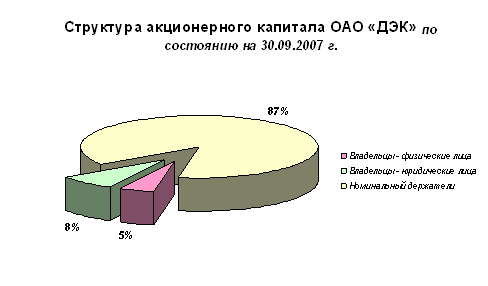 Структура акционерного капитала ОАО «ДЭК» по
состоянию на 30.09.2007 г.
87%
Владельцы - физические лица
Владельцы - юридические лица
Номинальный держатели
8%
5%